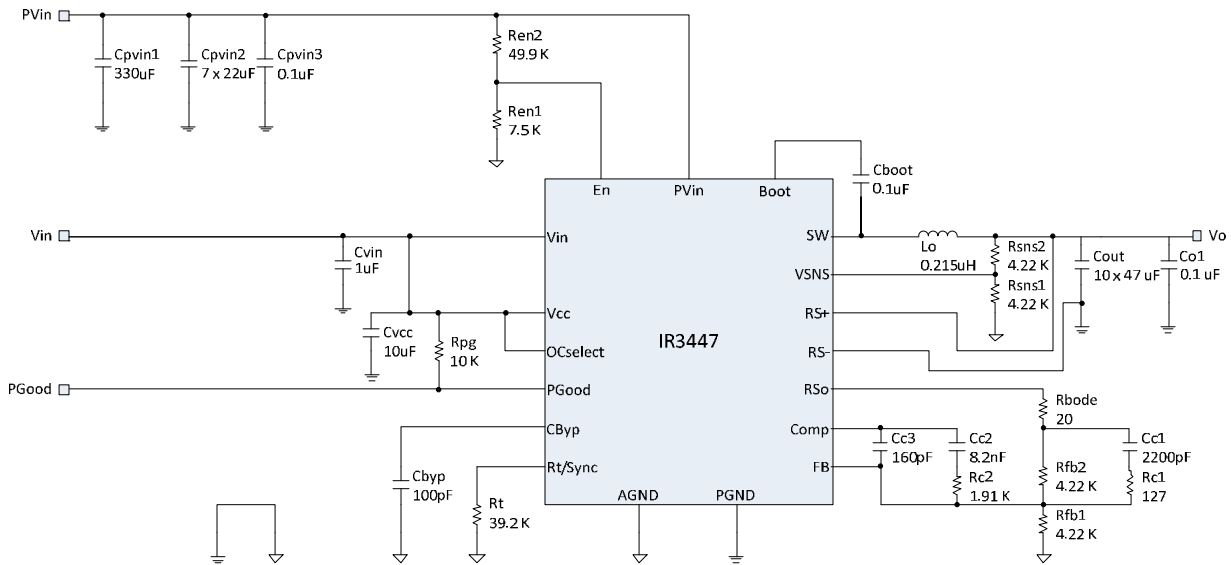 PVin
Cpvin1
330uF
Cpvin2
7 x 22uF
Cpvin3
0.1uF
Ren2
49.9 K
Ren1
7.5 K
En
PVin
Boot
Cboot
0.1uF
Vin
Cvin
1uF
Vin
SW
Lo
0.215uH
Rsns2
4.22 K
Rsns1
4.22 K
Cout
10 x 47 uF
Co1
0.1 uF
Vo
VSNS
Cvcc
10uF
Rpg
10 K
Vcc
OCselect
IR3447
RS+
RS-
PGood
PGood
RSo
Rbode
20
Cbyp
100pF
CByp
Comp
Cc3
160pF
Cc2
8.2nF
Rc2
1.91 K
Rfb2
4.22 K
Cc1
2200pF
Rc1
127
Rt/Sync
FB
Rt
39.2 K
AGND
PGND
Rfb1
4.22 K